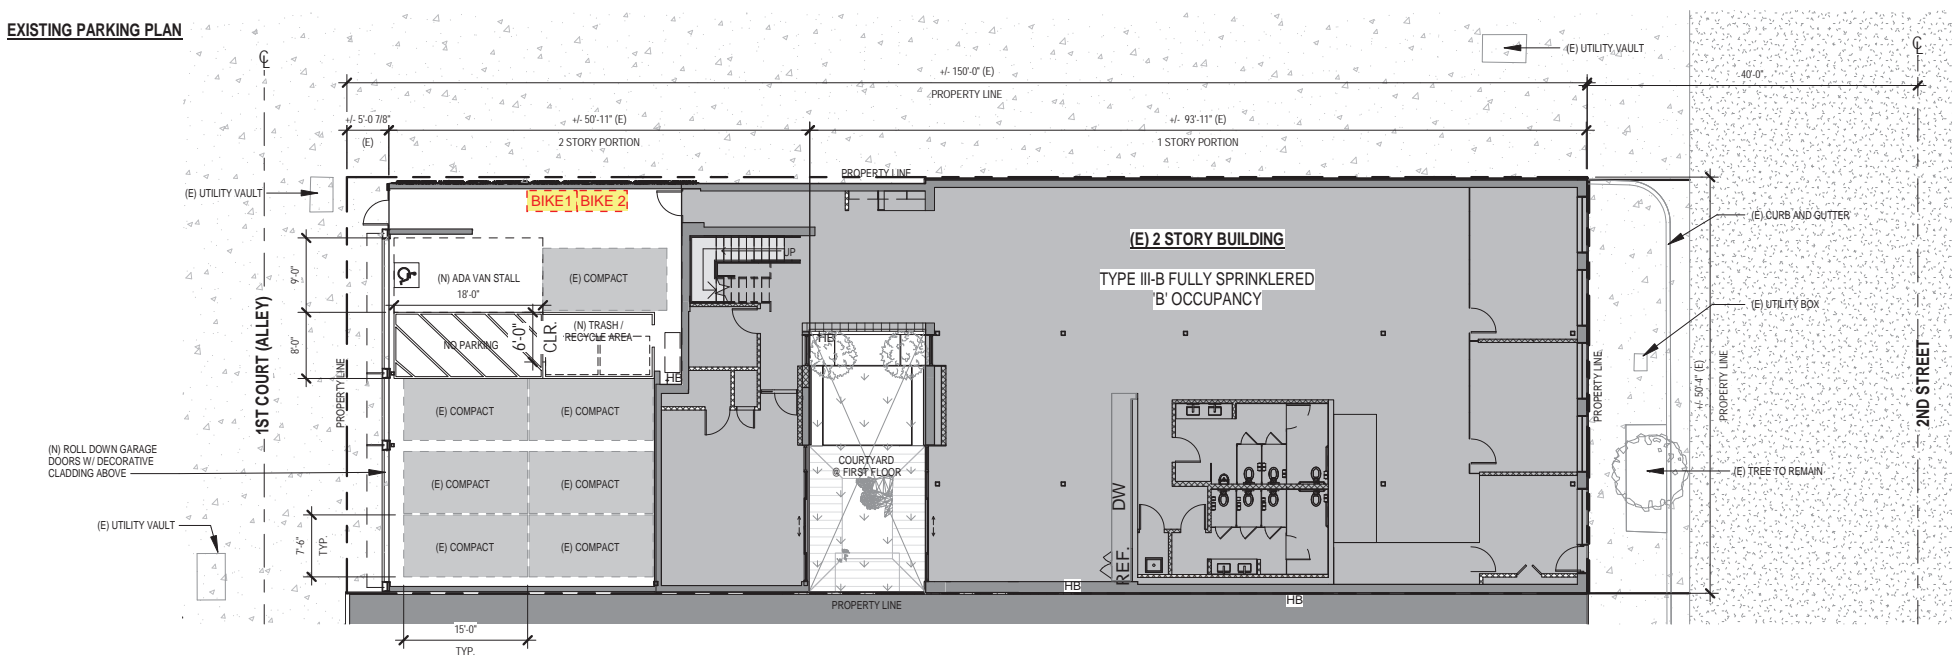 EXISTING PARKING PLAN
(E) UTILITY VAULT
+/- 150'-0" (E)
PROPERTY LINE
40'-0"
+/- 5'-0 7/8"
(E)
+/- 50'-11" (E)
2 STORY PORTION
+/- 93'-11" (E)
1 STORY PORTION
PROPERTY LINE
(E) UTILITY VAULT
BIKE1
BIKE 2
(E) CURB AND GUTTER
(E) 2 STORY BUILDING
TYPE III-B FULLY SPRINKLERED
'B' OCCUPANCY
UP
9'-0"
(N) ADA VAN STALL
18'-0"
(E) COMPACT
(E) UTILITY BOX
8'-0"
NO PARKING
6'-0"
CLR.
(N) TRASH /
RECYCLE AREA
HB
HB
1ST COURT (ALLEY)
PROPERTY LINE
PROPERTY LINE
+/- 50'-4" (E)
PROPERTY LINE
2ND STREET
(E) COMPACT
(E) COMPACT
(N) ROLL DOWN GARAGE
DOORS W/ DECORATIVE
CLADDING ABOVE
COURTYARD
@ FIRST FLOOR
(E) TREE TO REMAIN
(E) COMPACT
(E) COMPACT
DW
REF.
(E) UTILITY VAULT
7'-6"
TYP.
(E) COMPACT
(E) COMPACT
HB
HB
PROPERTY LINE
15'-0"
TYP.